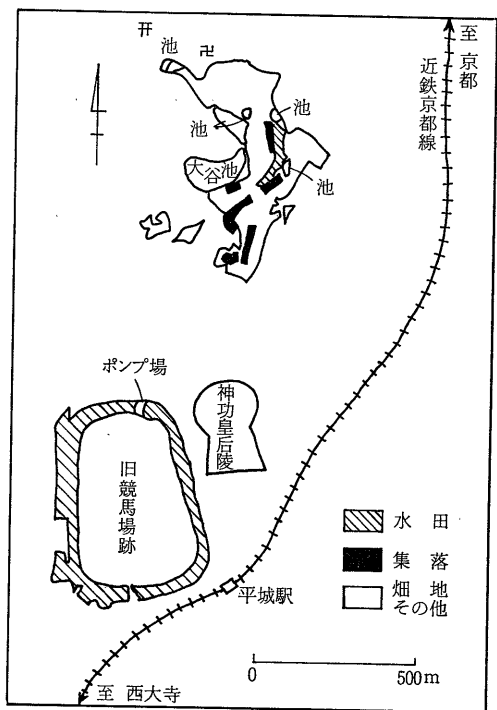 至京都
近鉄京都線
卍
池
池
池
大谷池
池
ポンプ場
神功皇后陵
旧競馬場跡
水田
集落
畑地
その他
平城駅
0
500m
至 西大寺